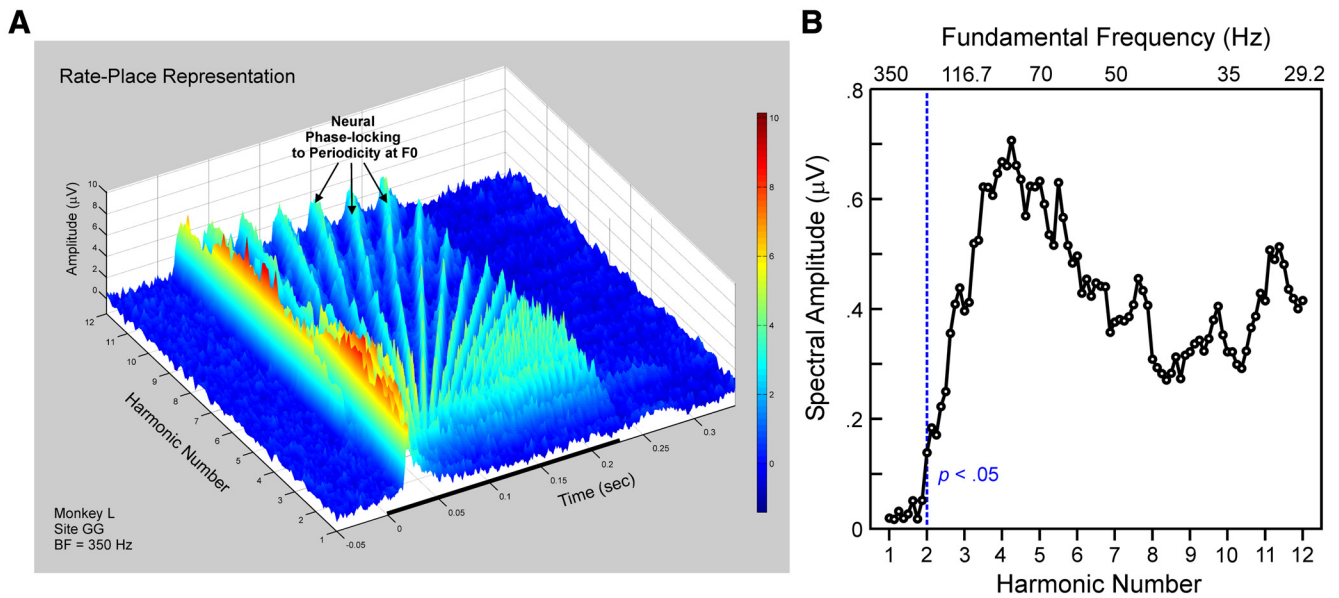 A
Rate-Place Representation
Neural
Phase-locking
to Periodicity at F0
Amplitude (µV)
10
8
6
4
2
0
12
11
10
9
8
7
6
5
4
3
2
1
Harmonic Number
-0.05
0
0.05
0.1
0.15
0.2
0.25
0.3
Time (sec)
10
8
6
4
2
0
Monkey L
Site GG
BF = 350 Hz
B
Fundamental Frequency (Hz)
350 116.7 70 50 35 29.2
Spectral Amplitude (µV)
.8
.6
.4
.2
0
p < .05
1 2 3 4 5 6 7 8 9 10 11 12
Harmonic Number